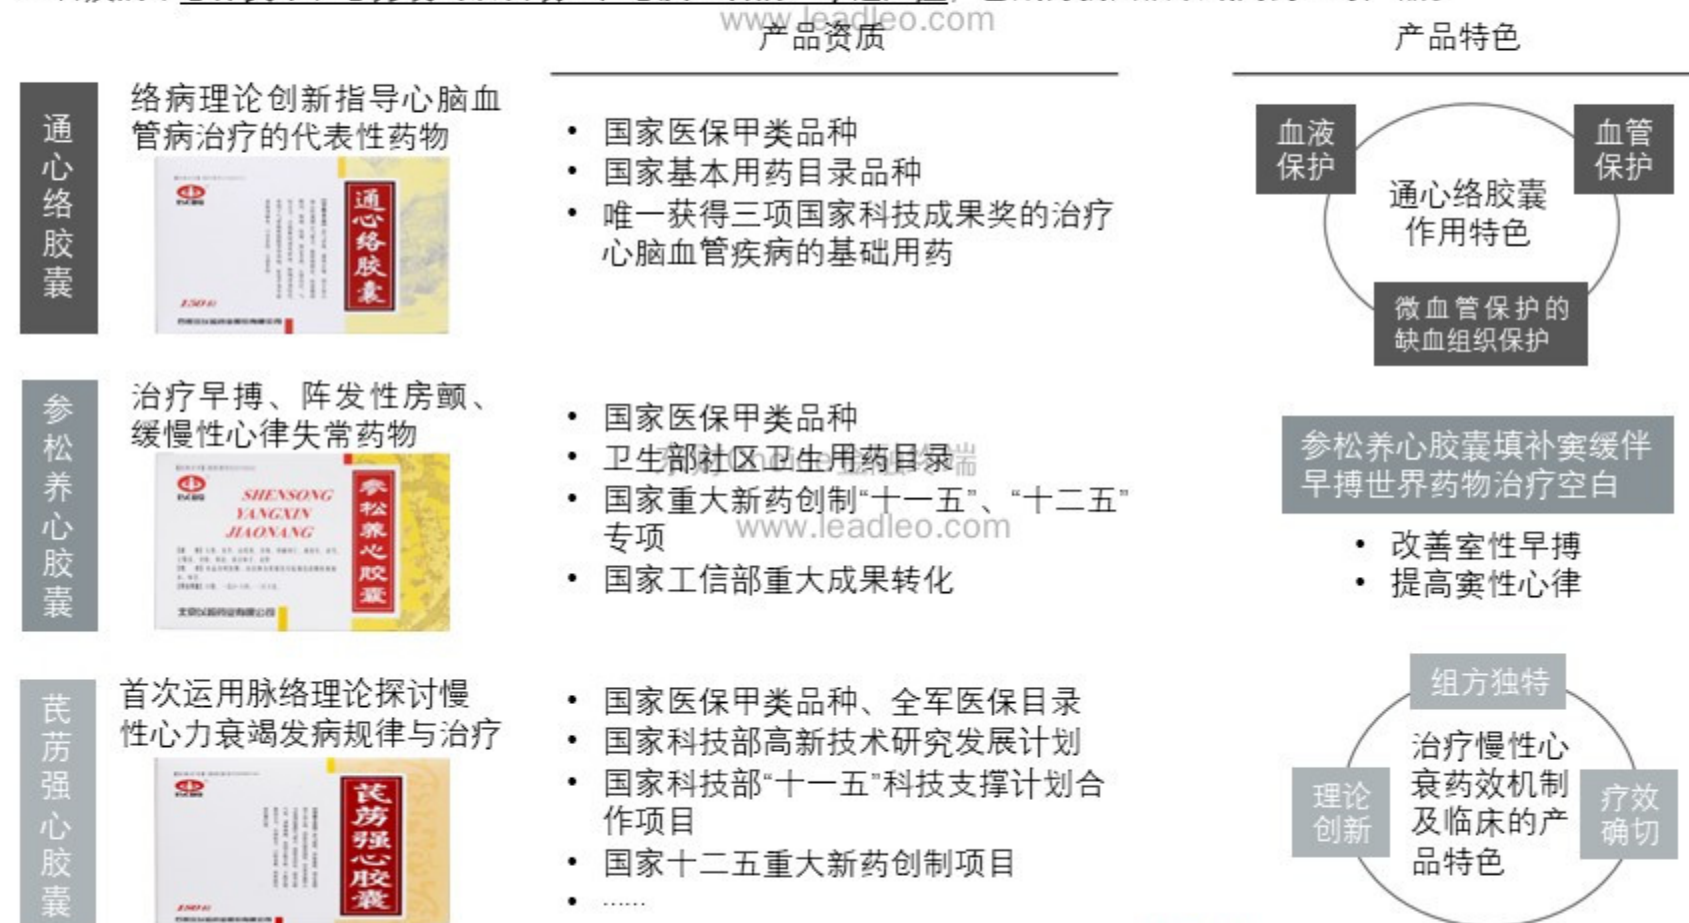 www.leadleo.com
产品资质
产品特色
通心络胶囊
络病理论创新指导心脑血
管病治疗的代表性药物
通心络胶囊
150粒
• 国家医保甲类品种
• 国家基本用药目录品种
• 唯一获得三项国家科技成果奖的治疗
心脑血管疾病的基础用药
血液
保护
血管
保护
通心络胶囊
作用特色
微血管保护的
缺血组织保护
参松养心胶囊
治疗早搏、阵发性房颤、
缓慢性心律失常药物
SHENSONG
YANGXIN
JIAONANG
参松养心胶囊
北京以岭药业有限公司
• 国家医保甲类品种
• 卫生部社区卫生用药目录
• 国家重大新药创制“十一五”、“十二五”
专项
www.leadleo.com
• 国家工信部重大成果转化
参松养心胶囊填补窦缓伴
早搏世界药物治疗空白
• 改善室性早搏
• 提高窦性心律
芪苈强心胶囊
首次运用脉络理论探讨慢
性心力衰竭发病规律与治疗
芪苈强心胶囊
180粒
• 国家医保甲类品种、全军医保目录
• 国家科技部高新技术研究发展计划
• 国家科技部“十一五”科技支撑计划合
作项目
• 国家十二五重大新药创制项目
• ……
组方独特
理论
创新
治疗慢性心
衰药效机制
及临床的产
品特色
疗效
确切